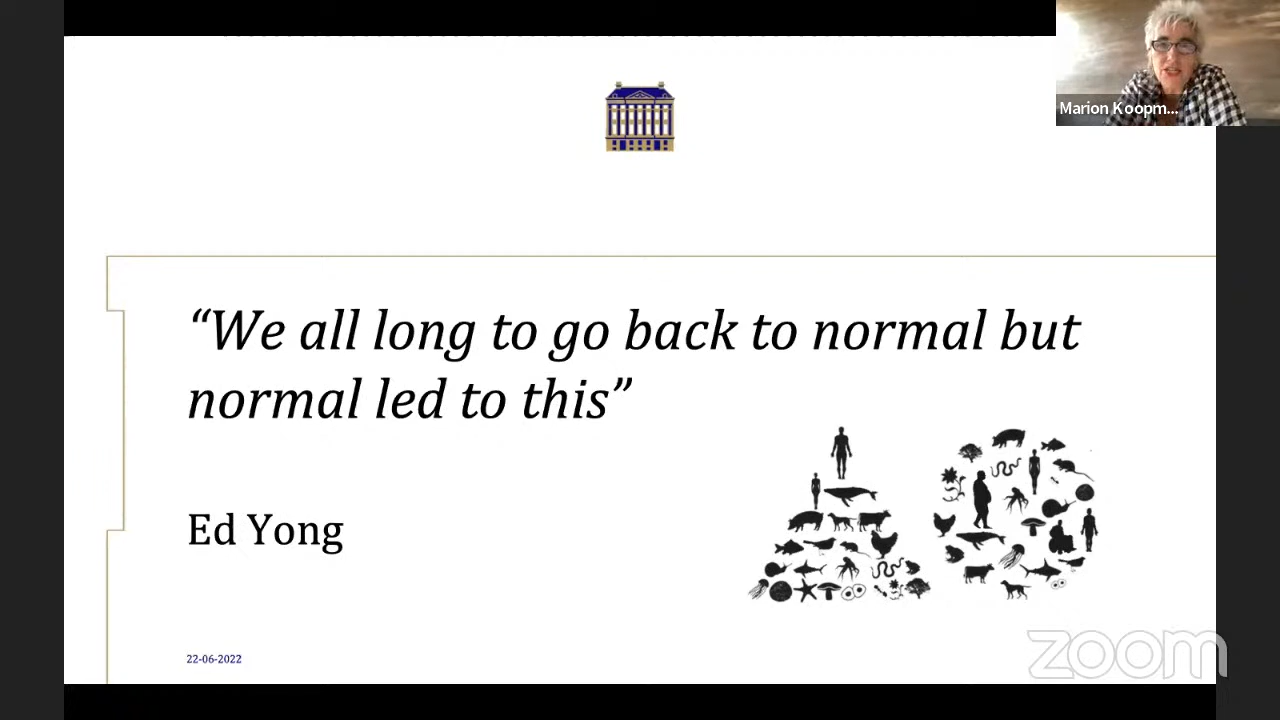 Marion Koopm...
“We all long to go back to normal but
normal led to this”
Ed Yong
22-06-2022
zoom